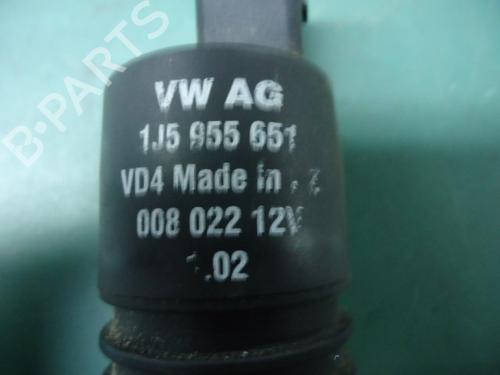 B-PARTS
VW AG
1J5 955 651
VD4 Made in
008 022 12V
.02